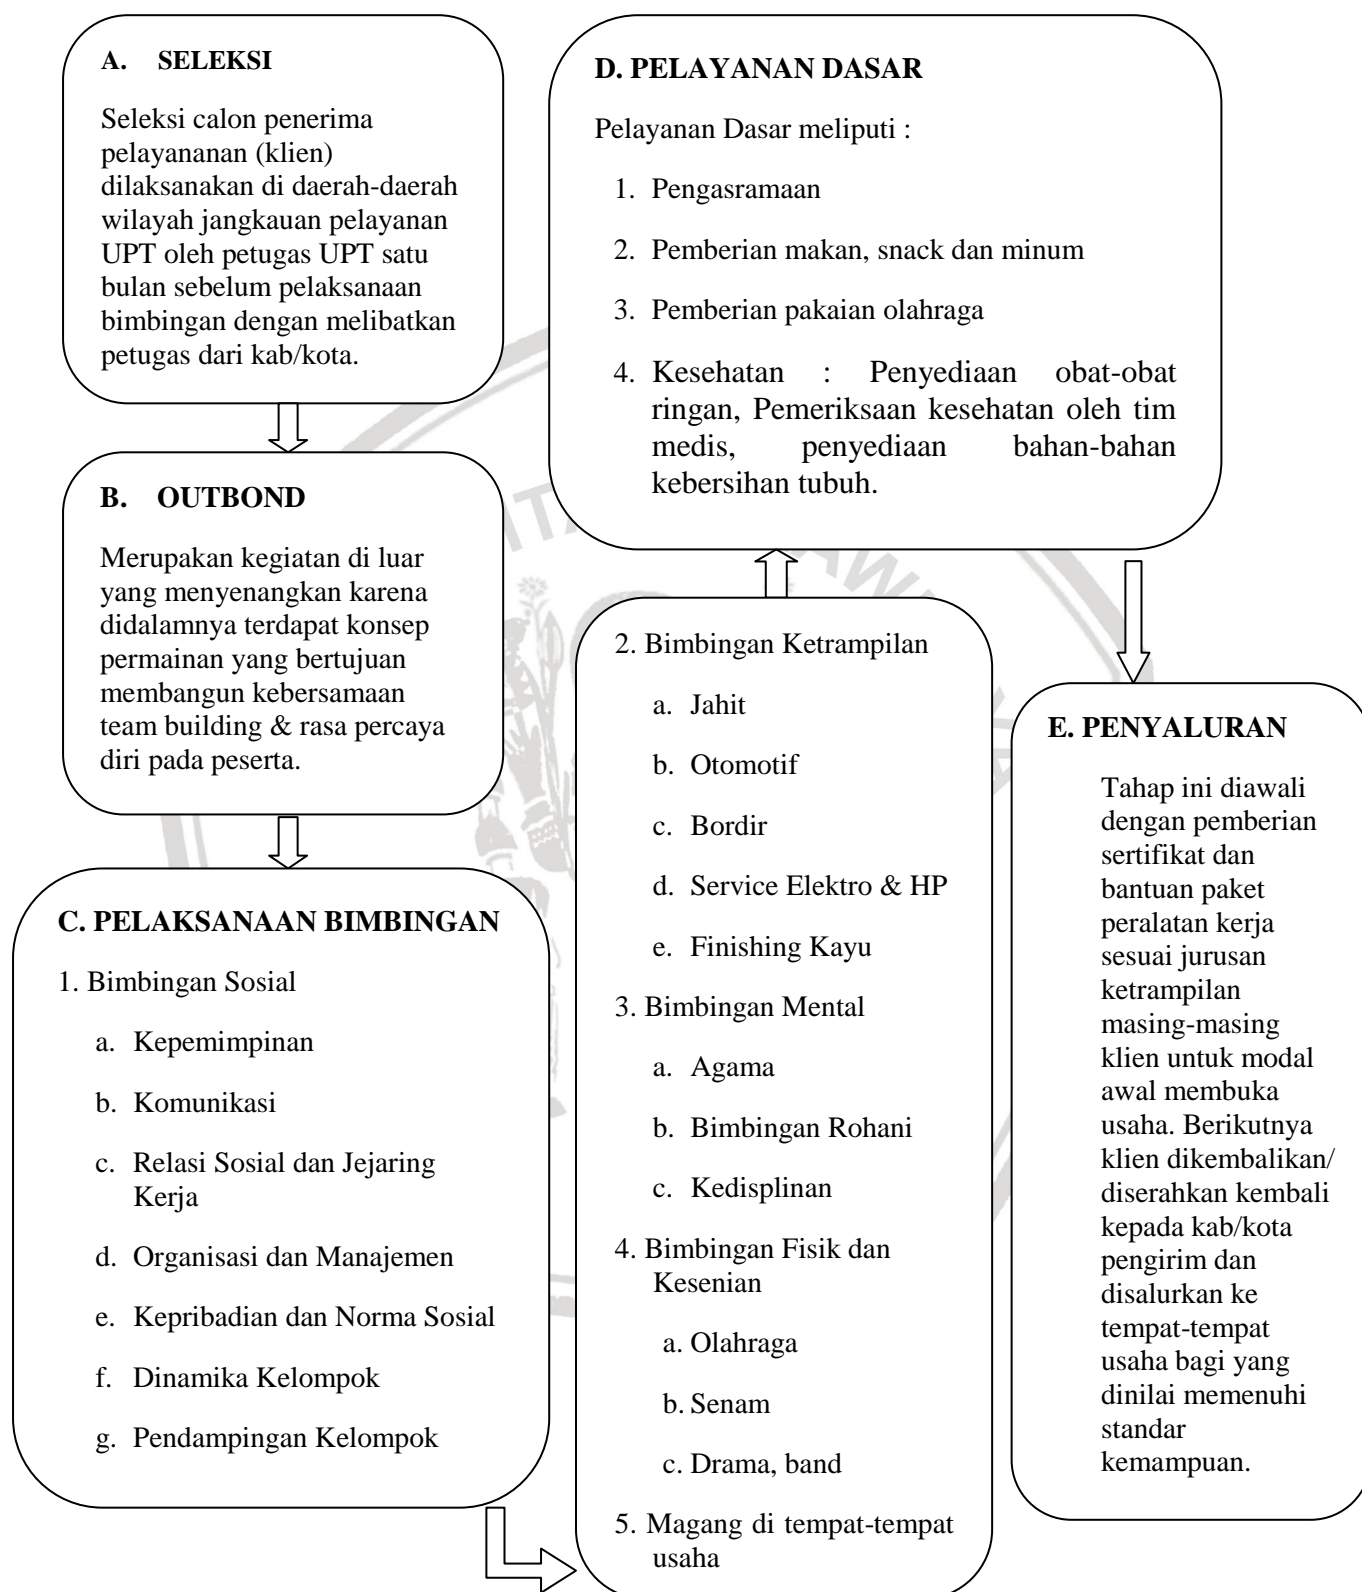 A. SELEKSI
Seleksi calon penerima
pelayananan (klien)
dilaksanakan di daerah-daerah
wilayah jangkauan pelayanan
UPT oleh petugas UPT satu
bulan sebelum pelaksanaan
bimbingan dengan melibatkan
petugas dari kab/kota.
B. OUTBOND
Merupakan kegiatan di luar
yang menyenangkan karena
didalamnya terdapat konsep
permainan yang bertujuan
membangun kebersamaan
team building & rasa percaya
diri pada peserta.
C. PELAKSANAAN BIMBINGAN
1. Bimbingan Sosial
a. Kepemimpinan
b. Komunikasi
c. Relasi Sosial dan Jejaring
Kerja
d. Organisasi dan Manajemen
e. Kepribadian dan Norma Sosial
f. Dinamika Kelompok
g. Pendampingan Kelompok
2. Bimbingan Ketrampilan
a. Jahit
b. Otomotif
c. Bordir
d. Service Elektro & HP
e. Finishing Kayu
3. Bimbingan Mental
a. Agama
b. Bimbingan Rohani
c. Kedisplinan
4. Bimbingan Fisik dan
Kesenian
a. Olahraga
b. Senam
c. Drama, band
5. Magang di tempat-tempat
usaha
D. PELAYANAN DASAR
Pelayanan Dasar meliputi :
1. Pengasramaan
2. Pemberian makan, snack dan minum
3. Pemberian pakaian olahraga
4. Kesehatan : Penyediaan obat-obat
ringan, Pemeriksaan kesehatan oleh tim
medis, penyediaan bahan-bahan
kebersihan tubuh.
E. PENYALURAN
Tahap ini diawali
dengan pemberian
sertifikat dan
bantuan paket
peralatan kerja
sesuai jurusan
ketrampilan
masing-masing
klien untuk modal
awal membuka
usaha. Berikutnya
klien dikembalikan/
diserahkan kembali
kepada kab/kota
pengirim dan
disalurkan ke
tempat-tempat
usaha bagi yang
dinilai memenuhi
standar
kemampuan.